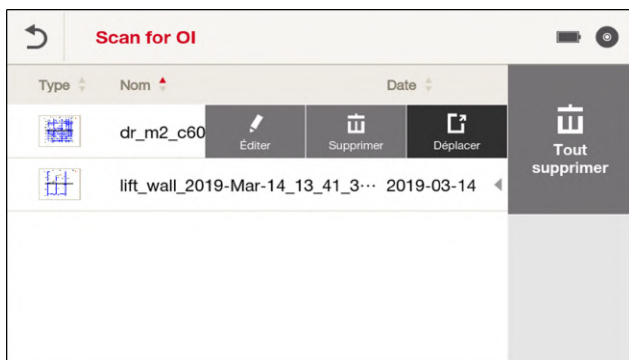 Scan for OI
Type Nom Date
dr_m2_c60 Éditer Supprimer Déplacer
Tout
supprimer
lift_wall_2019-Mar-14_13_41_3··· 2019-03-14